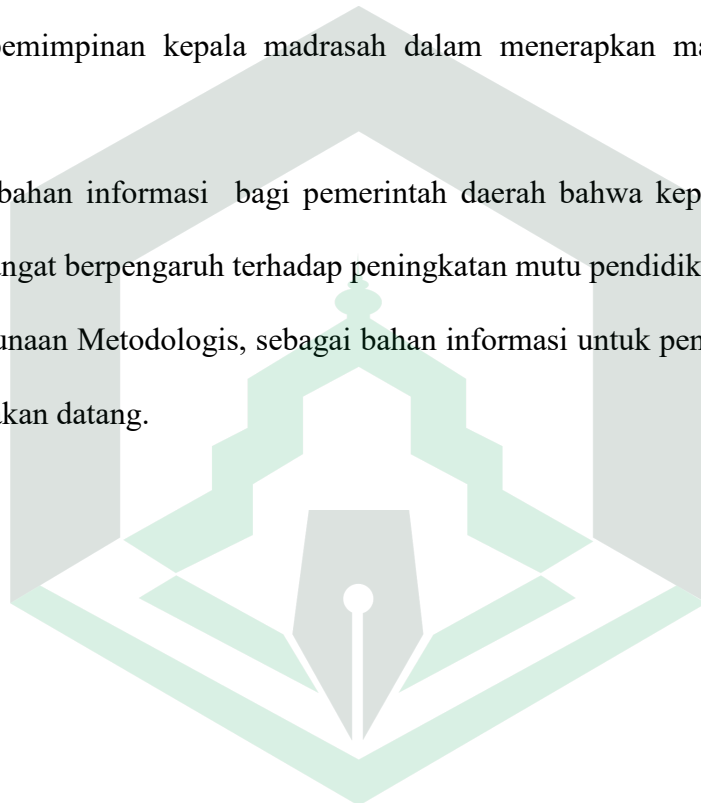 pemimpinan kepala madrasah dalam menerapkan ma
bahan informasi bagi pemerintah daerah bahwa kep
ngat berpengaruh terhadap peningkatan mutu pendidik
unaan Metodologis, sebagai bahan informasi untuk pen
akan datang.